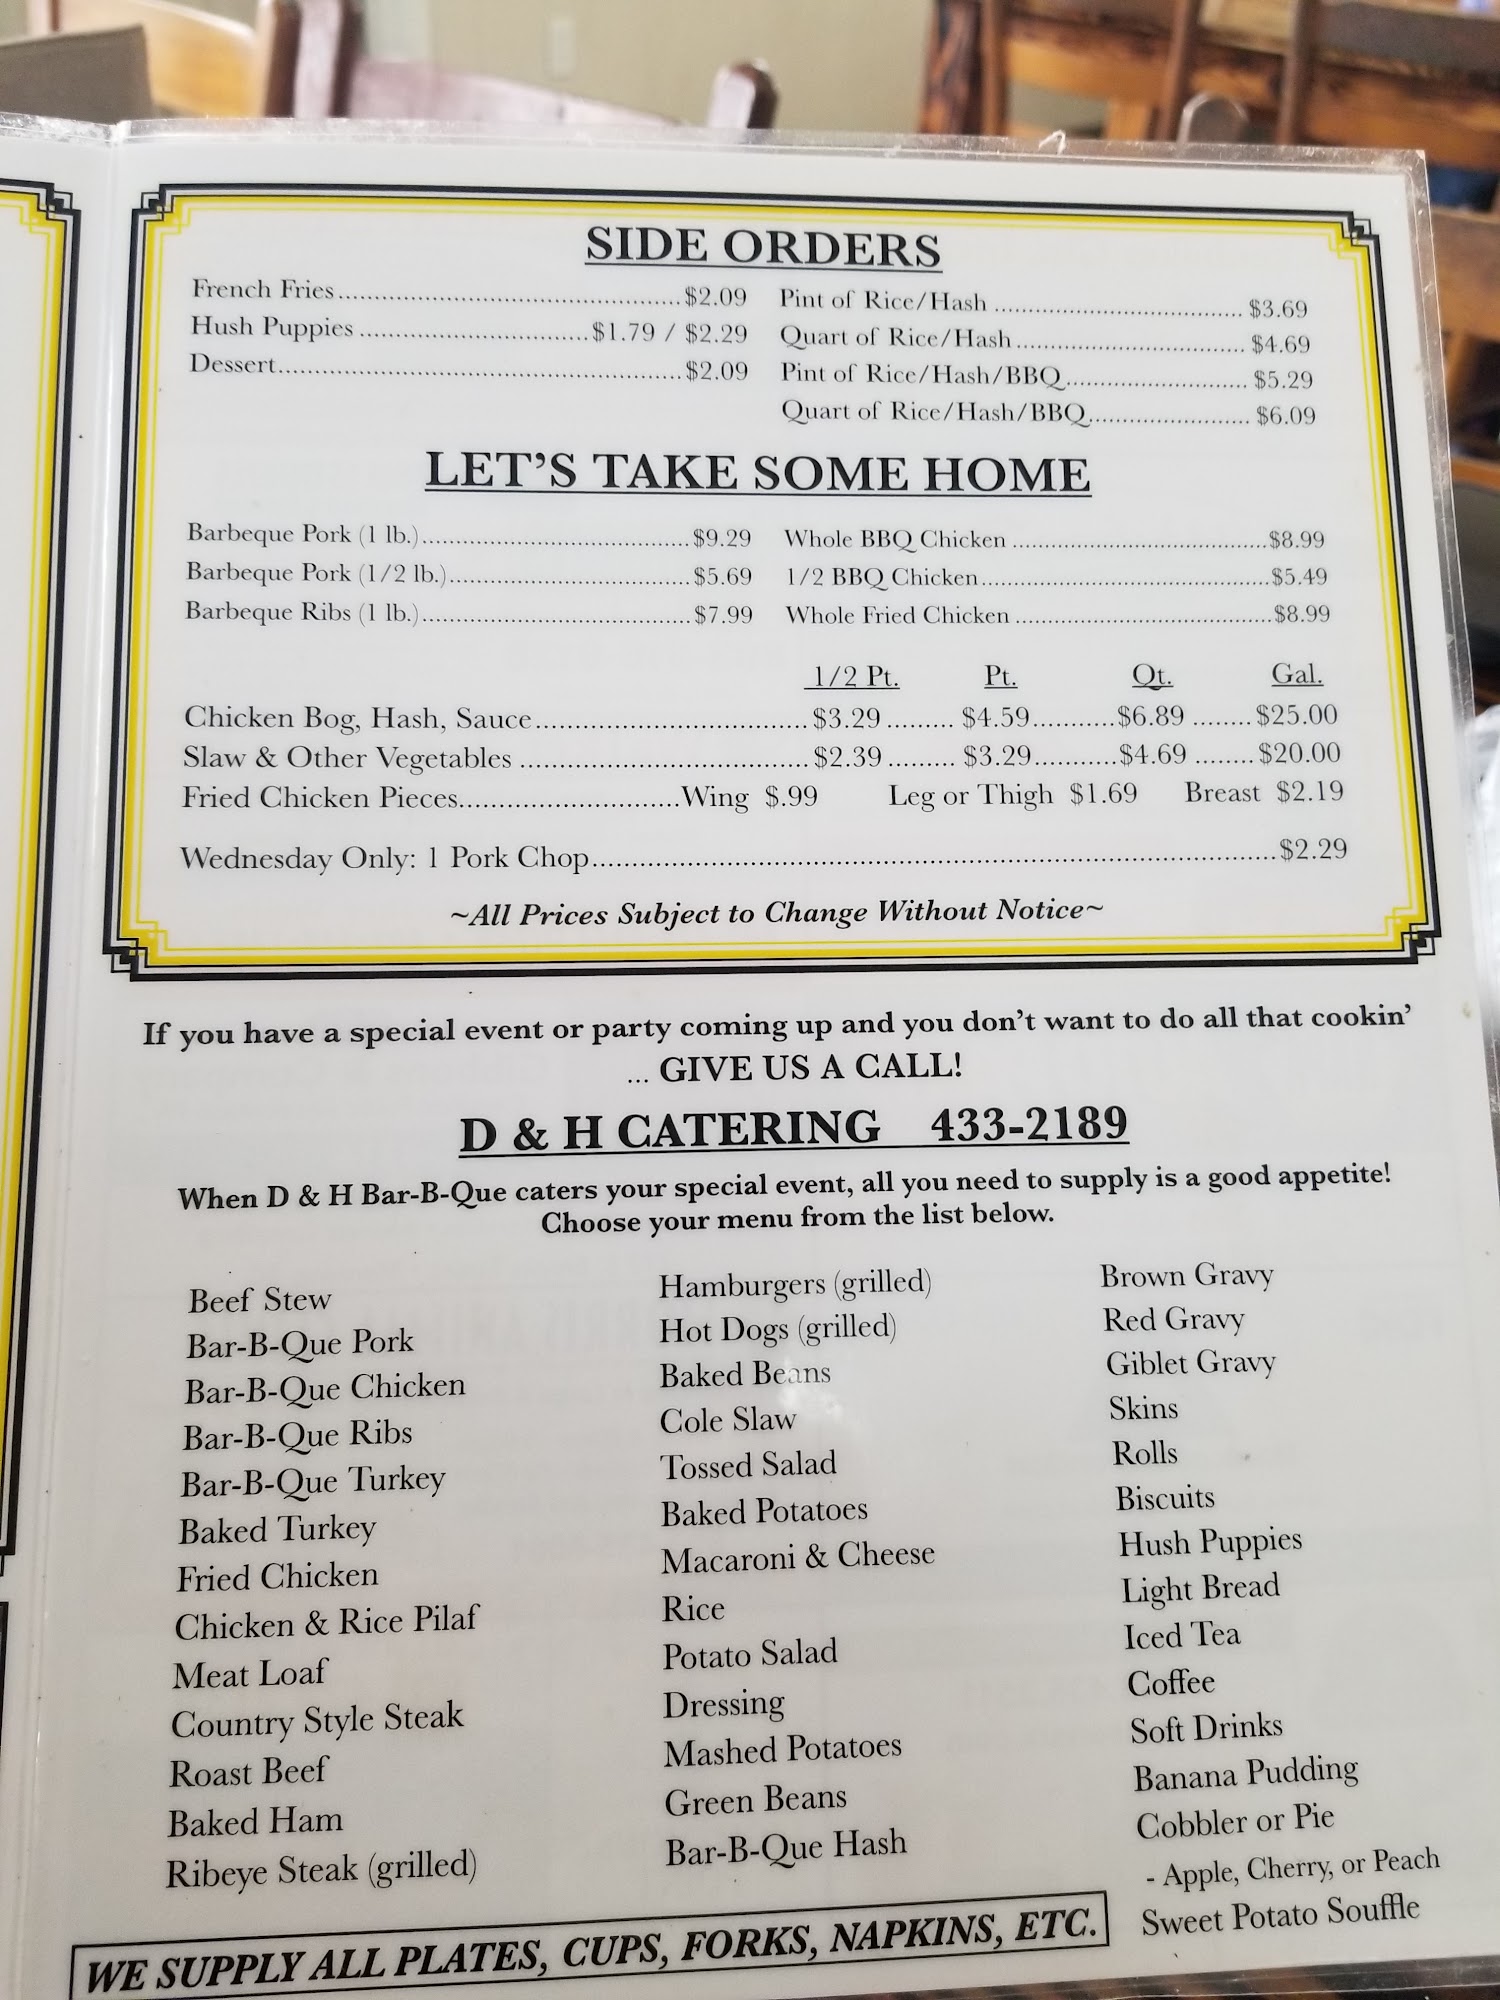 SIDE ORDERS
French Fries $2.09
Hush Puppies $1.79 / $2.29
Dessert $2.09
Pint of Rice/Hash $3.69
Quart of Rice/Hash $4.69
Pint of Rice/Hash/BBQ $5.29
Quart of Rice/Hash/BBQ $6.09
LET'S TAKE SOME HOME
Barbeque Pork (1 lb.) $9.29
Barbeque Pork (1/2 lb.) $5.69
Barbeque Ribs (1 lb.) $7.99
Whole BBQ Chicken $8.99
1/2 BBQ Chicken $5.49
Whole Fried Chicken $8.99
1/2 Pt. Pt. Qt. Gal.
Chicken Bog, Hash, Sauce $3.29 $4.59 $6.89 $25.00
Slaw & Other Vegetables $2.39 $3.29 $4.69 $20.00
Fried Chicken Pieces Wing $.99 Leg or Thigh $1.69 Breast $2.19
Wednesday Only: 1 Pork Chop $2.29
~All Prices Subject to Change Without Notice~
If you have a special event or party coming up and you don't want to do all that cookin'
... GIVE US A CALL!
D & H CATERING 433-2189
When D & H Bar-B-Que caters your special event, all you need to supply is a good appetite!
Choose your menu from the list below.
Beef Stew
Bar-B-Que Pork
Bar-B-Que Chicken
Bar-B-Que Ribs
Bar-B-Que Turkey
Baked Turkey
Fried Chicken
Chicken & Rice Pilaf
Meat Loaf
Country Style Steak
Roast Beef
Baked Ham
Ribeye Steak (grilled)
Hamburgers (grilled)
Hot Dogs (grilled)
Baked Beans
Cole Slaw
Tossed Salad
Baked Potatoes
Macaroni & Cheese
Rice
Potato Salad
Dressing
Mashed Potatoes
Green Beans
Bar-B-Que Hash
Brown Gravy
Red Gravy
Giblet Gravy
Skins
Rolls
Biscuits
Hush Puppies
Light Bread
Iced Tea
Coffee
Soft Drinks
Banana Pudding
Cobbler or Pie
- Apple, Cherry, or Peach
Sweet Potato Souffle
WE SUPPLY ALL PLATES, CUPS, FORKS, NAPKINS, ETC.